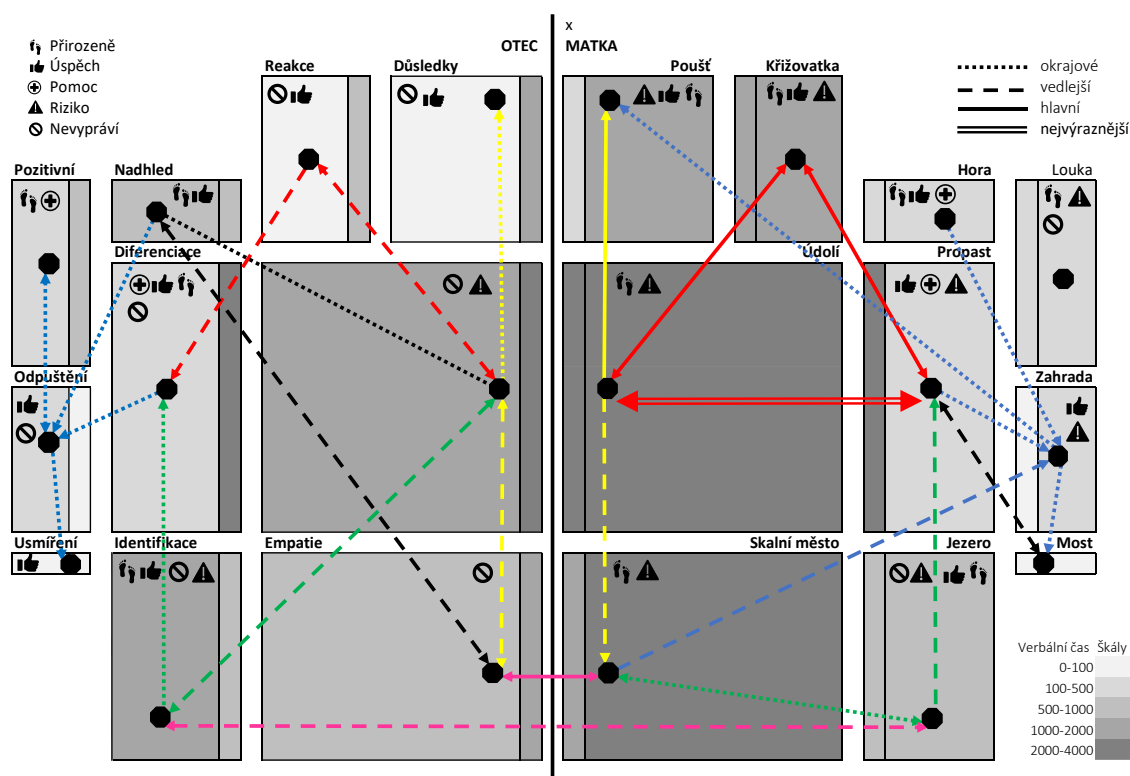 x
OTEC
MATKA
Přirozeně
Úspěch
Pomoc
Riziko
Nevypráví
Reakce
Důsledky
Poušť
Křižovatka
okrajové
vedlejší
hlavní
nejvýraznější
Pozitivní
Nadhled
Hora
Louka
Diferenciace
Údolí
Propast
Odpuštění
Zahrada
Usmíření
Identifikace
Empatie
Skalní město
Jezero
Most
Verbální čas
Škály
0-100
100-500
500-1000
1000-2000
2000-4000